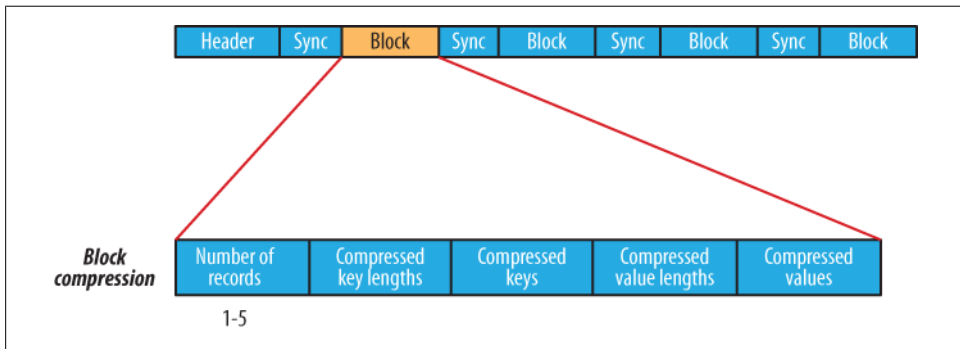 Header Sync Block Sync Block Sync Block Sync Block
Block compression
Number of records
Compressed key lengths
Compressed keys
Compressed value lengths
Compressed values
1-5